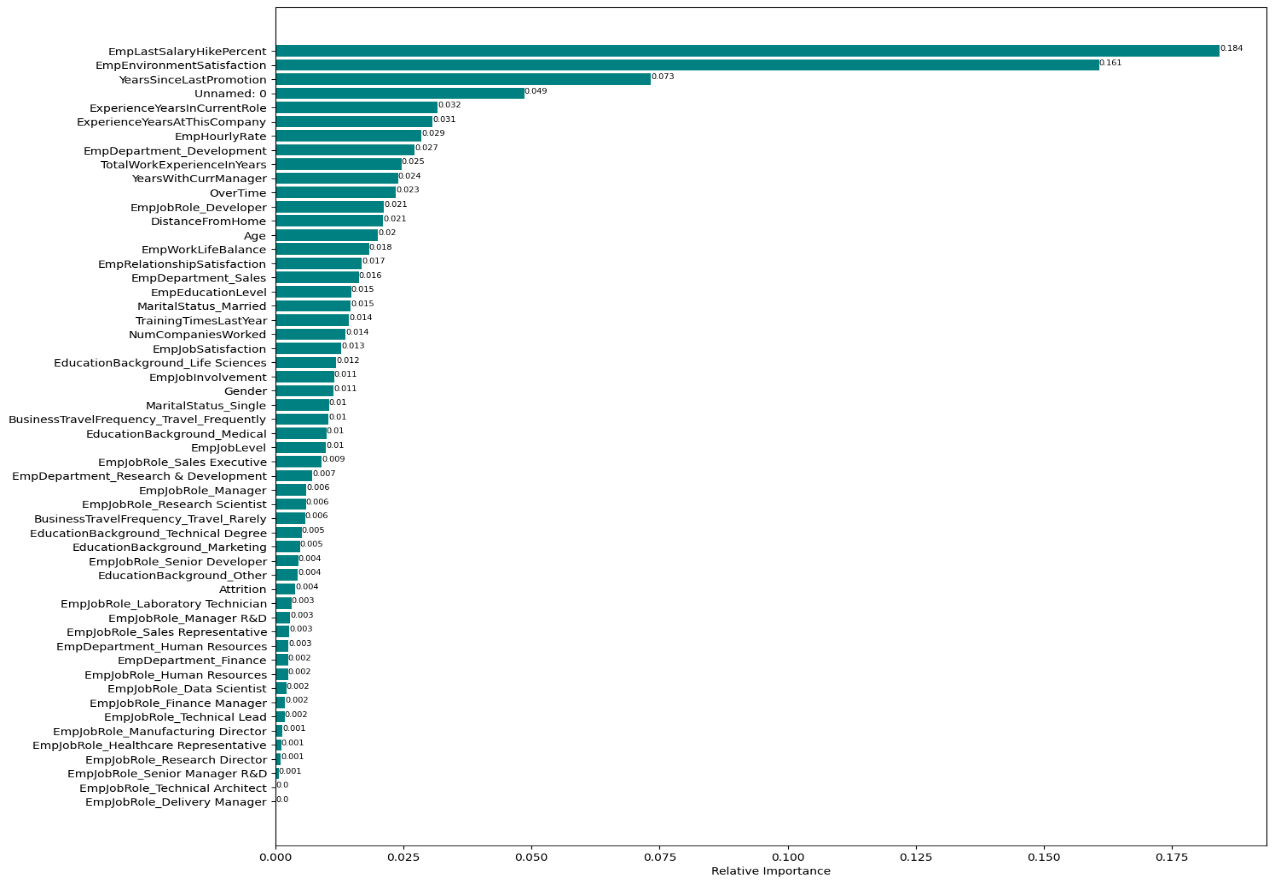 EmpLastSalaryHikePercent 0.184
EmpEnvironmentSatisfaction 0.161
YearsSinceLastPromotion 0.073
Unnamed: 0 0.049
ExperienceYearsInCurrentRole 0.032
ExperienceYearsAtThisCompany 0.031
EmpHourlyRate 0.029
EmpDepartment_Development 0.027
TotalWorkExperienceInYears 0.025
YearsWithCurrManager 0.024
OverTime 0.023
EmpJobRole_Developer 0.021
DistanceFromHome 0.021
Age 0.02
EmpWorkLifeBalance 0.018
EmpRelationshipSatisfaction 0.017
EmpDepartment_Sales 0.016
EmpEducationLevel 0.015
MaritalStatus_Married 0.015
TrainingTimesLastYear 0.014
NumCompaniesWorked 0.014
EmpJobSatisfaction 0.013
EducationBackground_Life Sciences 0.012
EmpJobInvolvement 0.011
Gender 0.011
MaritalStatus_Single 0.01
BusinessTravelFrequency_Travel_Frequently 0.01
EducationBackground_Medical 0.01
EmpJobLevel 0.01
EmpJobRole_Sales Executive 0.009
EmpDepartment_Research & Development 0.007
EmpJobRole_Manager 0.006
EmpJobRole_Research Scientist 0.006
BusinessTravelFrequency_Travel_Rarely 0.006
EducationBackground_Technical Degree 0.005
EducationBackground_Marketing 0.005
EmpJobRole_Senior Developer 0.004
EducationBackground_Other 0.004
Attrition 0.004
EmpJobRole_Laboratory Technician 0.003
EmpJobRole_Manager R&D 0.003
EmpJobRole_Sales Representative 0.003
EmpDepartment_Human Resources 0.003
EmpDepartment_Finance 0.002
EmpJobRole_Human Resources 0.002
EmpJobRole_Data Scientist 0.002
EmpJobRole_Finance Manager 0.002
EmpJobRole_Technical Lead 0.002
EmpJobRole_Manufacturing Director 0.001
EmpJobRole_Healthcare Representative 0.001
EmpJobRole_Research Director 0.001
EmpJobRole_Senior Manager R&D 0.001
EmpJobRole_Technical Architect 0.0
EmpJobRole_Delivery Manager 0.0
0.000 0.025 0.050 0.075 0.100 0.125 0.150 0.175
Relative Importance